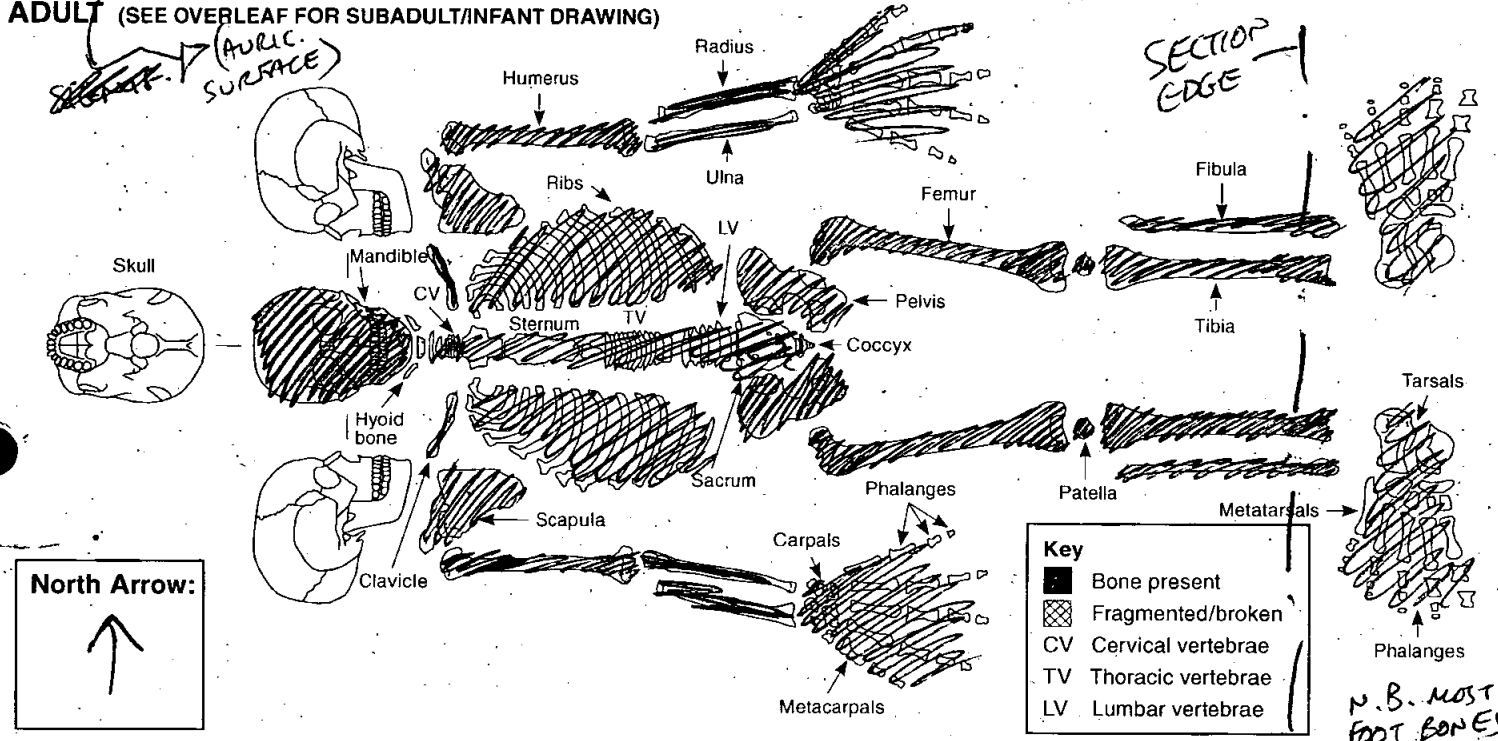 ADULT (SEE OVERLEAF FOR SUBADULT/INFANT DRAWING)
(AURIC.
SURFACE)
SECTION
EDGE
Radius
Humerus
Ulna
Ribs
Fibula
Femur
LV
Mandible
Skull
CV
Sternum
TV
Pelvis
Tibia
Coccyx
Tarsals
Hyoid
bone
Sacrum
Patella
Phalanges
Metatarsals
Scapula
Carpals
Clavicle
Metacarpals
Phalanges
North Arrow:
Key
Bone present
Fragmented/broken
CV Cervical vertebrae
TV Thoracic vertebrae
LV Lumbar vertebrae
N.B. MOST
FOOT BONES